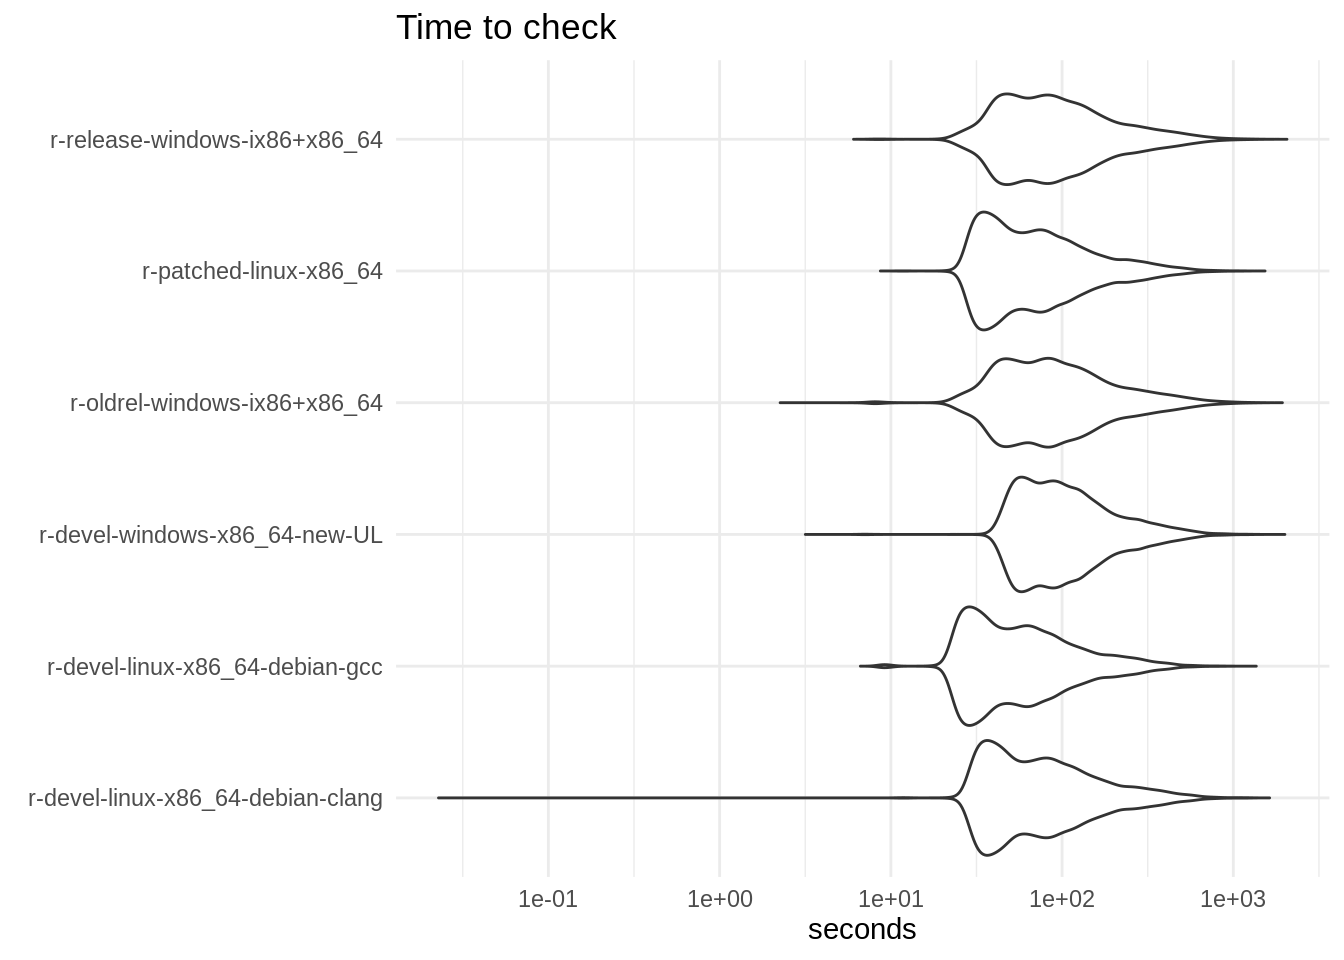 Time to check
r-release-windows-ix86+x86_64
r-patched-linux-x86_64
r-oldrel-windows-ix86+x86_64
r-devel-windows-x86_64-new-UL
r-devel-linux-x86_64-debian-gcc
r-devel-linux-x86_64-debian-clang
1e-01 1e+00 1e+01 1e+02 1e+03
seconds